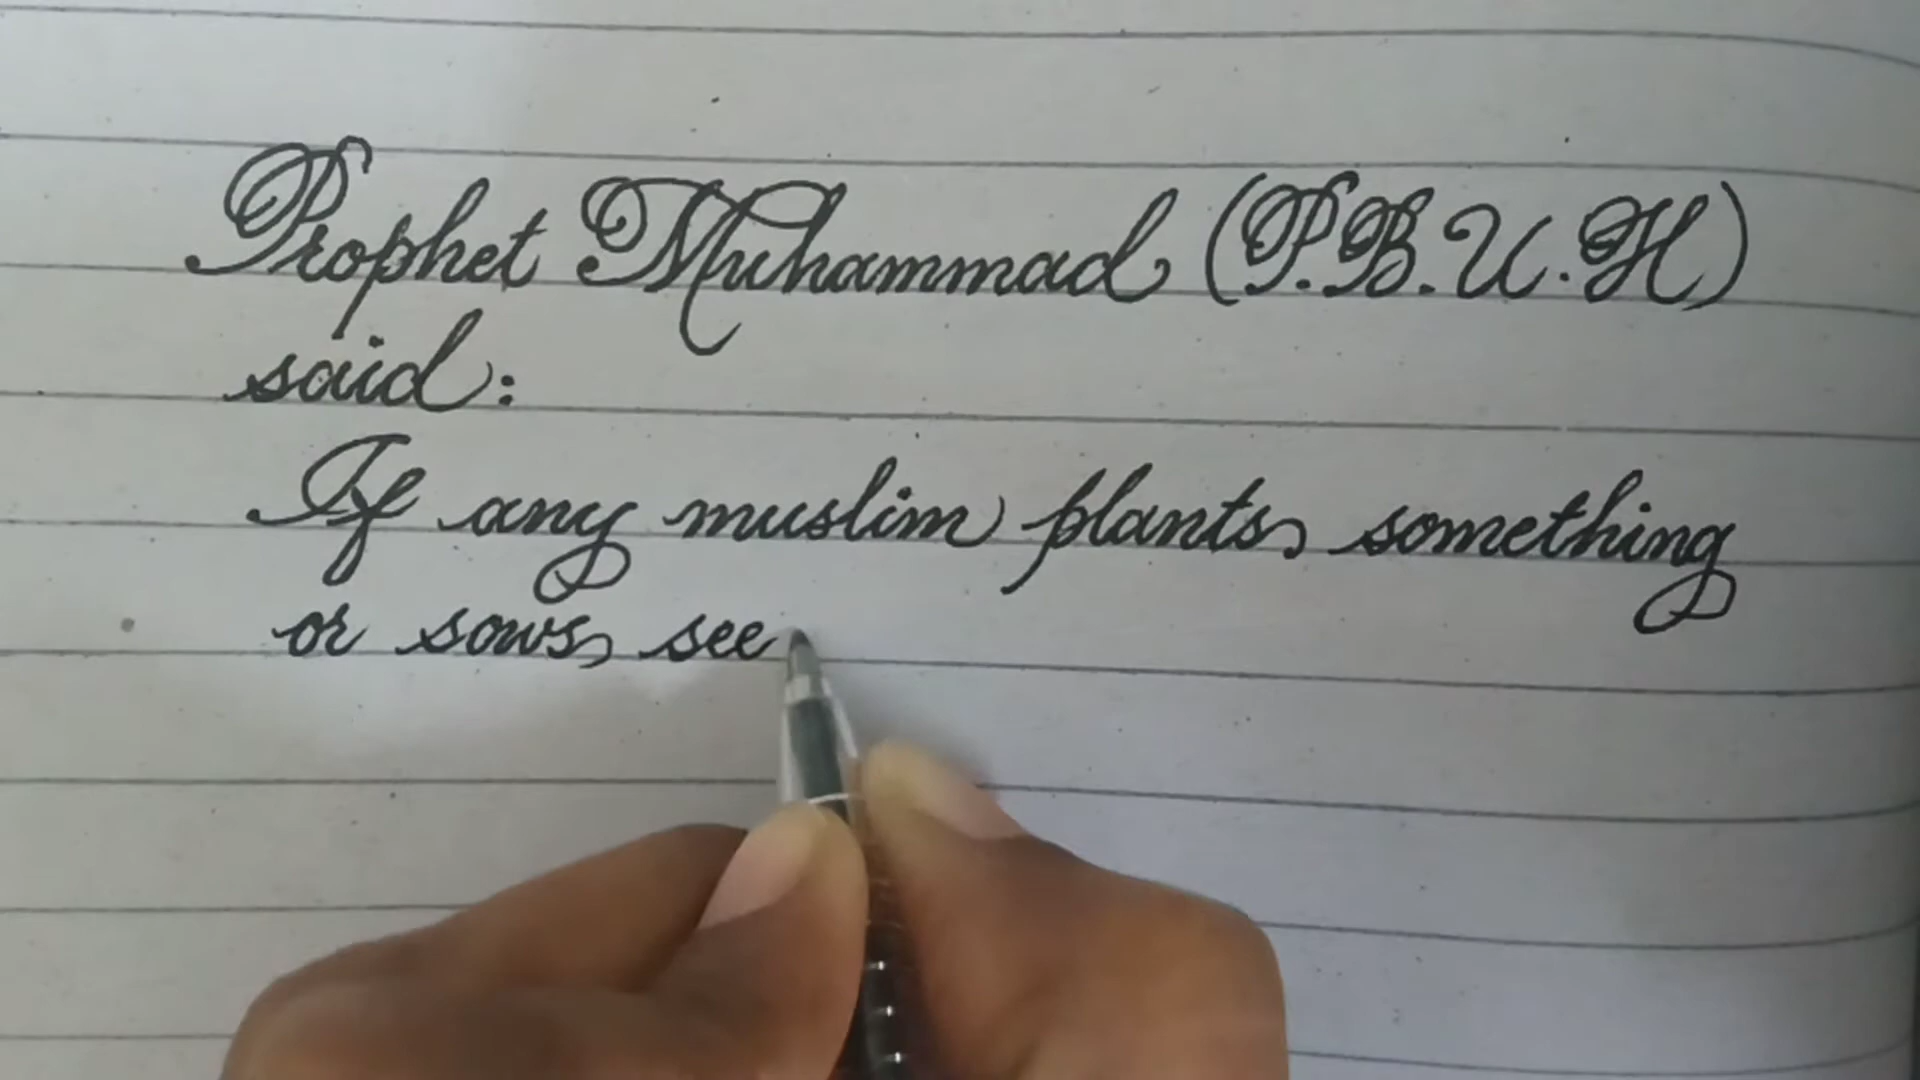 Prophet Muhammad (P.B.U.H)
said:
If any muslim plants something
or sows see